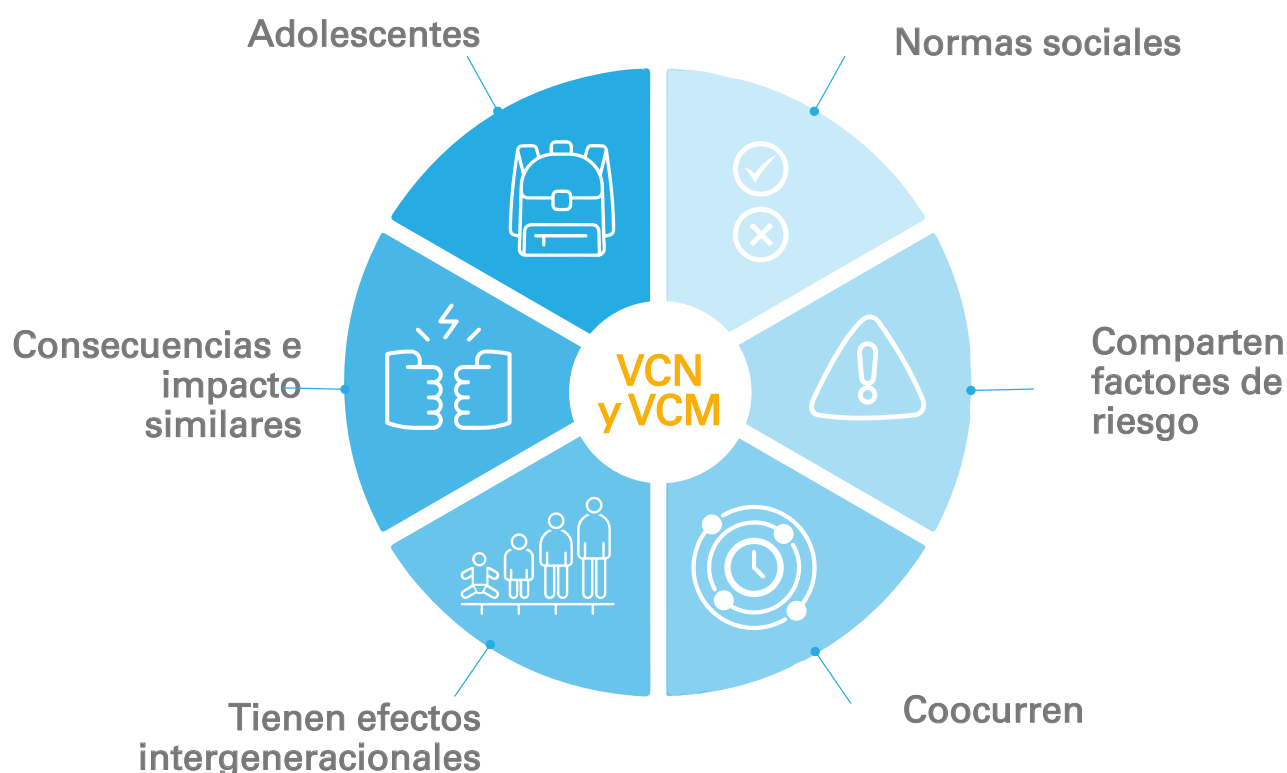 Adolescentes
Normas sociales
Consecuencias e
impacto
similares
VCN
y VCM
Comparten
factores de
riesgo
Tienen efectos
intergeneracionales
Coocurren